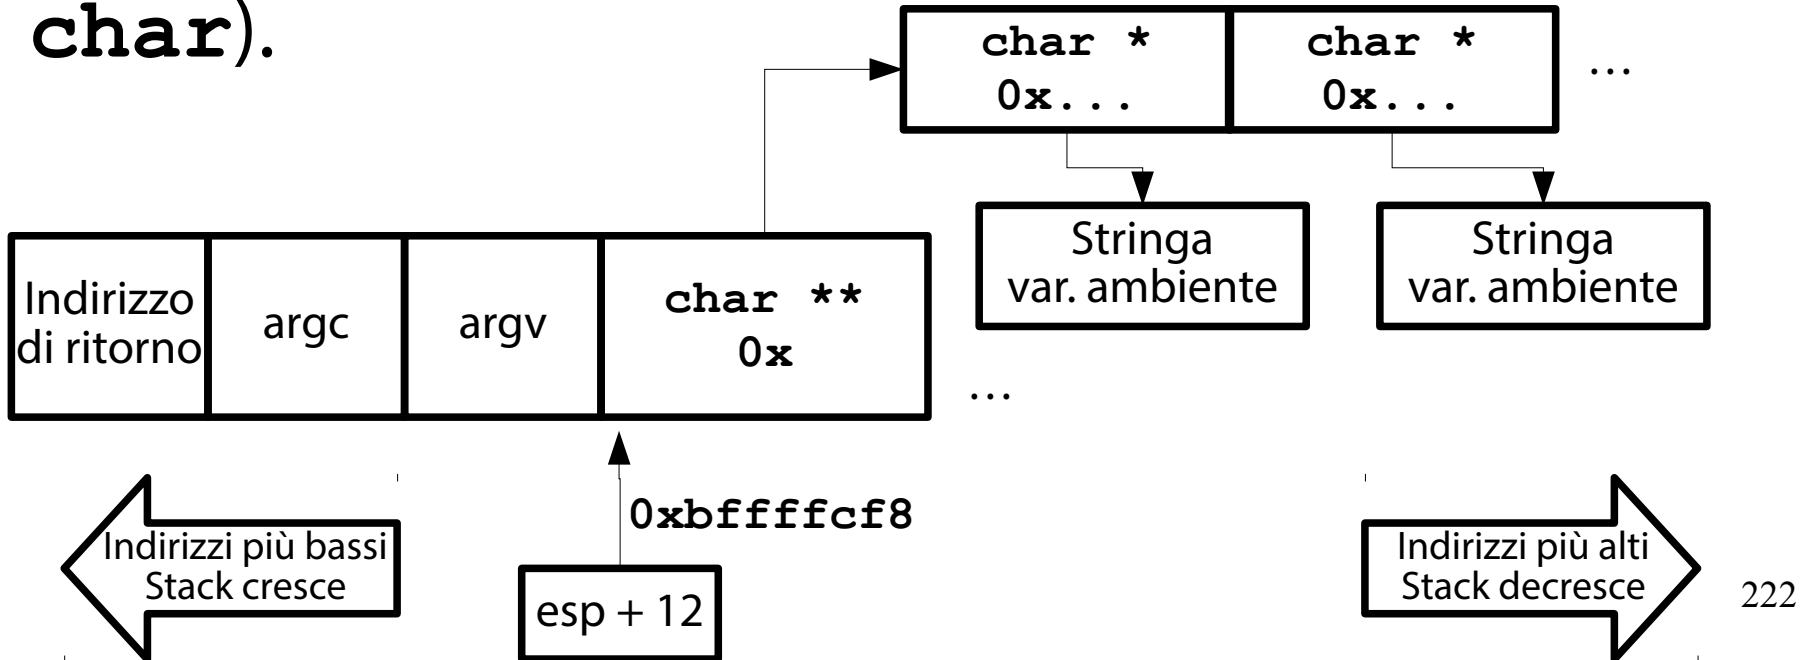 char).
char * char * ...
0x... 0x...
Stringa Stringa
var. ambiente var. ambiente
Indirizzo
di ritorno
argc
argv
char **
0x
...
0xbffffcf8
esp + 12
Indirizzi più bassi
Stack cresce
Indirizzi più alti
Stack decresce
222